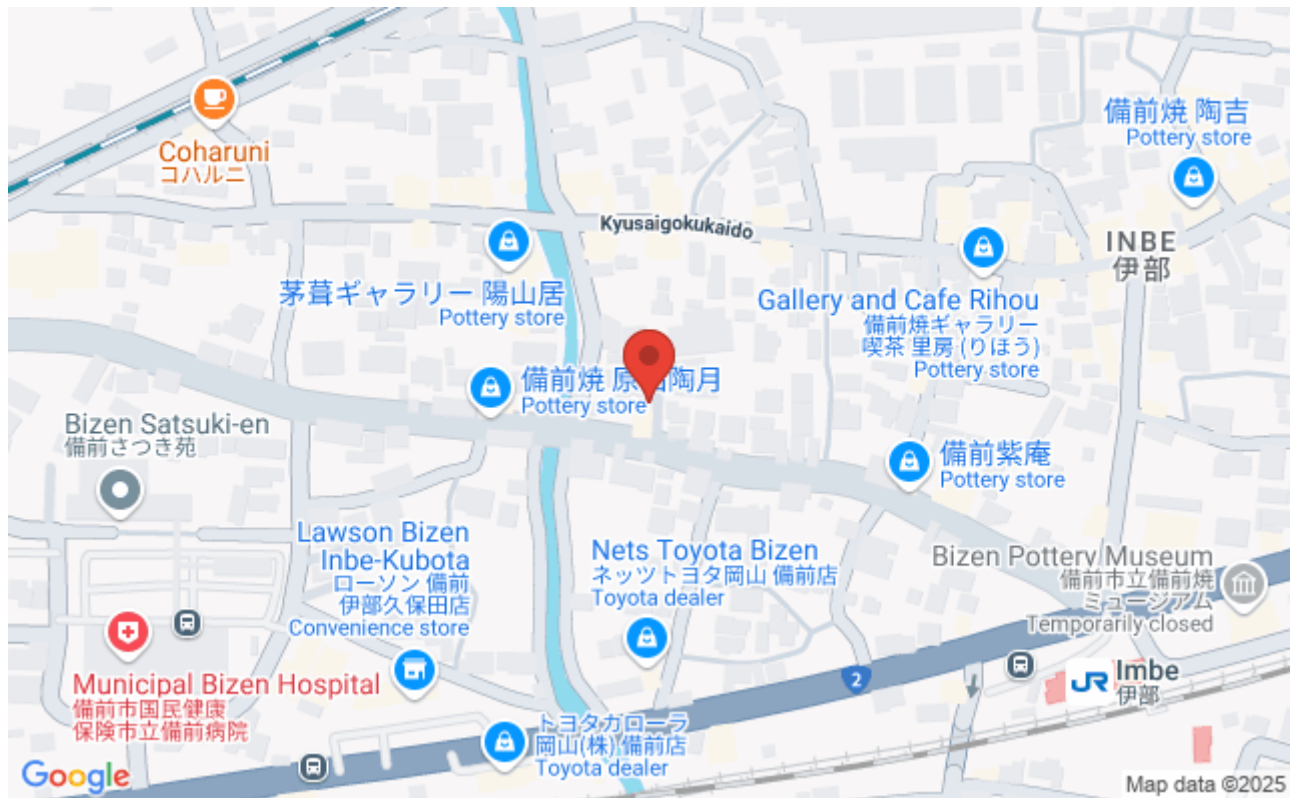 備前焼 陶吉
Pottery store
Coharuni
コハルニ
Kyusaigokukaido
INBE
伊部
茅葺ギャラリー 陽山居
Pottery store
Gallery and Cafe Rihou
備前焼ギャラリー
喫茶 里房 (りほう)
Pottery store
備前焼 原
陶月
Pottery store
Bizen Satsuki-en
備前さつき苑
備前紫庵
Pottery store
Lawson Bizen
Inbe-Kubota
ローソン 備前
伊部久保田店
Convenience store
Nets Toyota Bizen
ネッツトヨタ岡山 備前店
Toyota dealer
Bizen Pottery Museum
備前市立備前焼
ミュージアム
Temporarily closed
2
JR
Imbe
伊部
Municipal Bizen Hospital
備前市国民健康
保険市立備前病院
トヨタカローラ
岡山(株) 備前店
Toyota dealer
Google
Map data ©2025